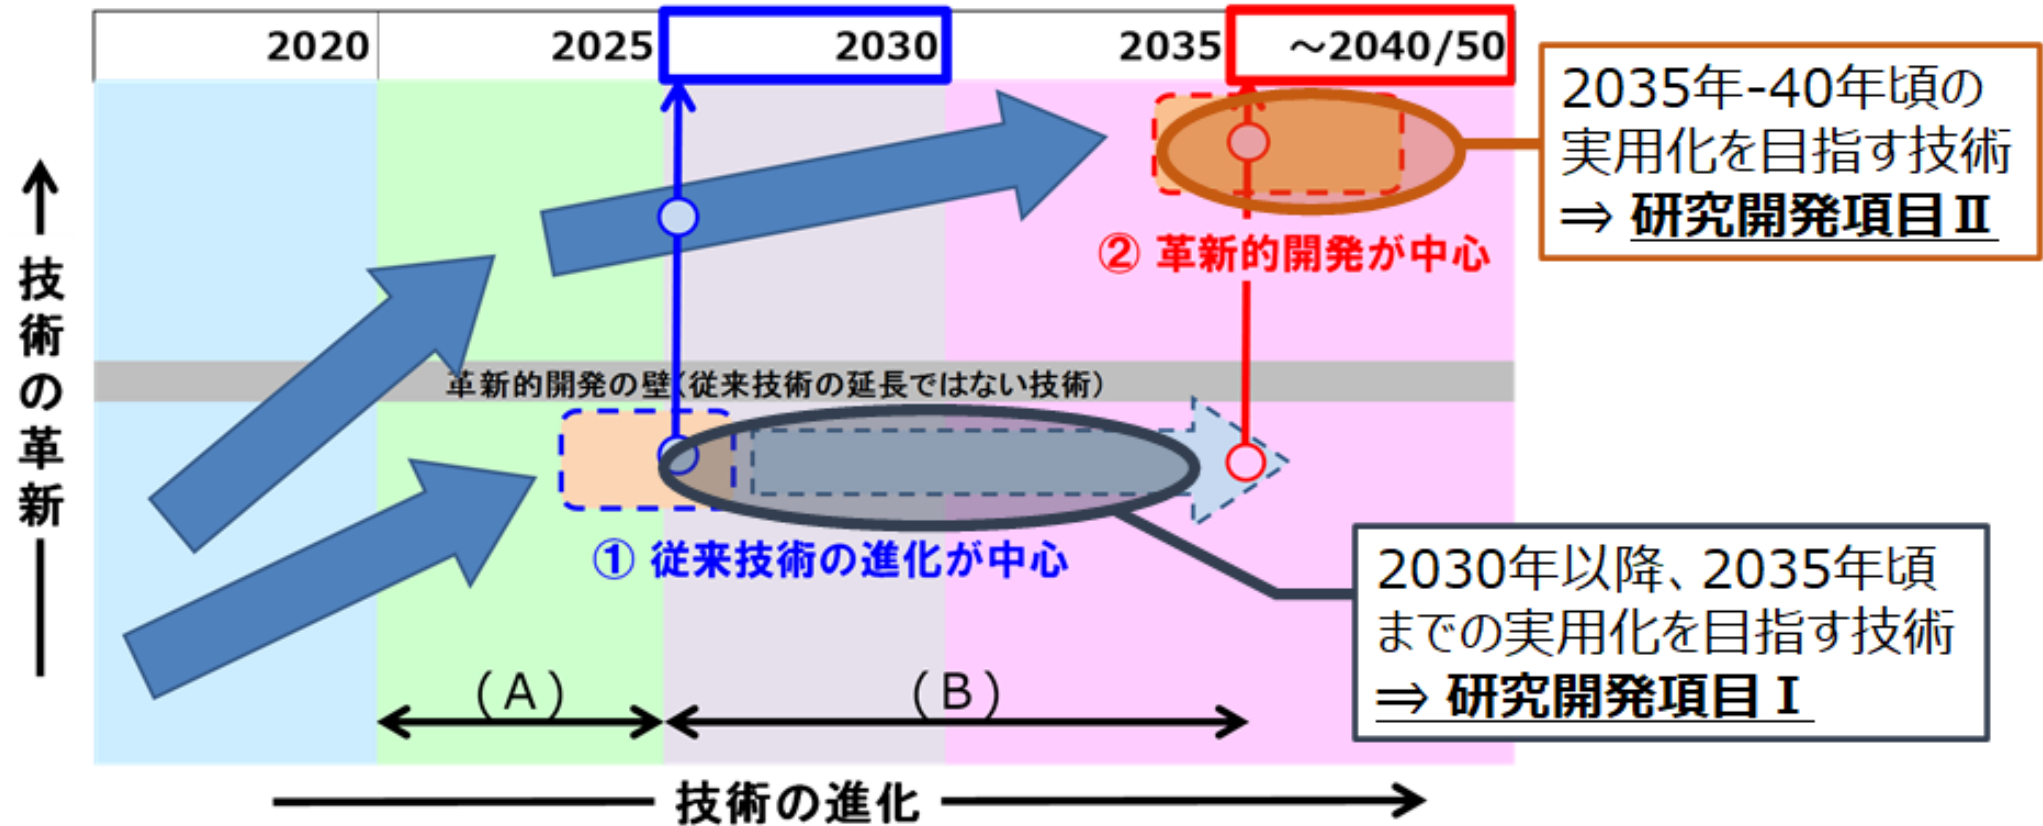 2020 2025 2030 2035 ～2040/50
2035年-40年頃の
実用化を目指す技術
⇒ 研究開発項目Ⅱ
② 革新的開発が中心
技術の革新
革新的開発の壁(従来技術の延長ではない技術)
① 従来技術の進化が中心
2030年以降、2035年頃
までの実用化を目指す技術
⇒ 研究開発項目Ⅰ
(A) (B)
技術の進化